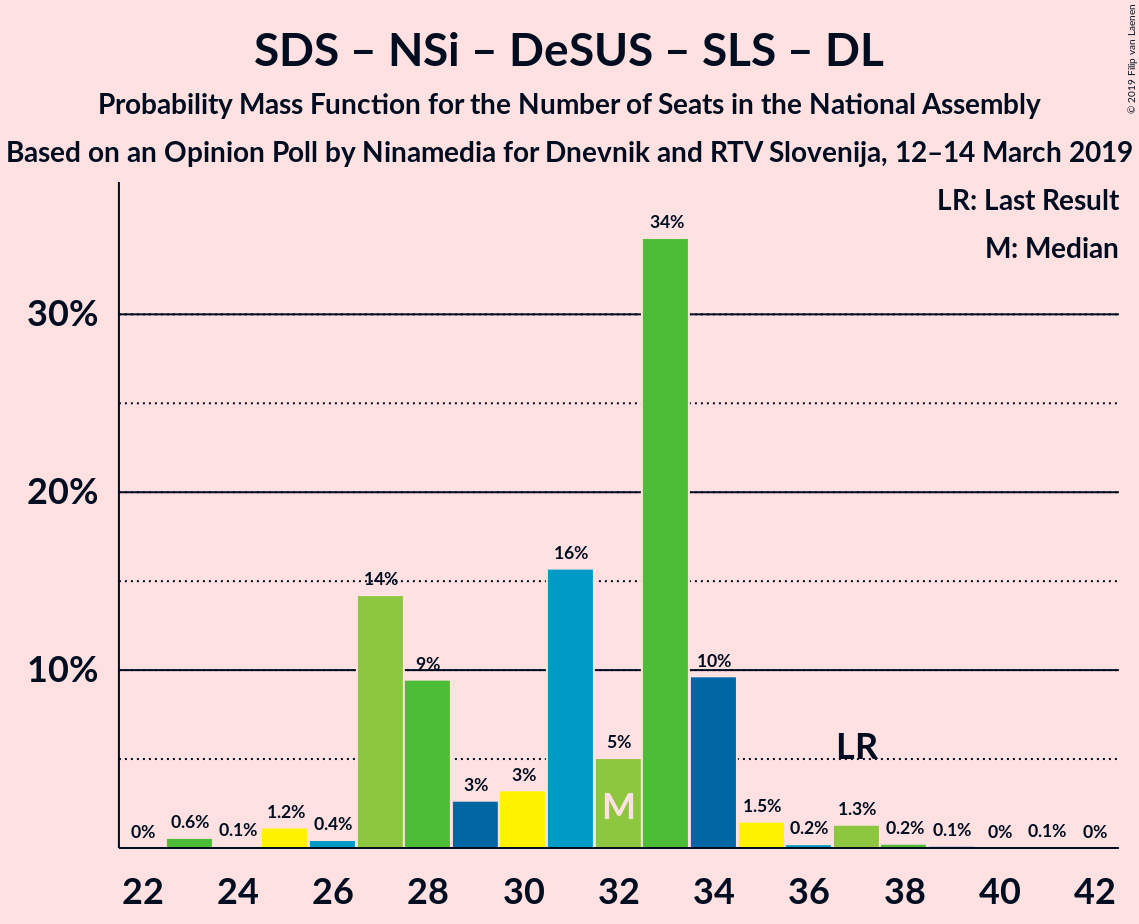 SDS – NSi – DeSUS – SLS – DL
Probability Mass Function for the Number of Seats in the National Assembly
Based on an Opinion Poll by Ninamedia for Dnevnik and RTV Slovenija, 12–14 March 2019
© 2019 Filip van Laenen
LR: Last Result
M: Median
30%
20%
10%
0%
0.6%
0.1%
1.2%
0.4%
14%
9%
3%
3%
16%
5%
34%
10%
1.5%
0.2%
1.3%
0.2%
0.1%
0%
0.1%
0%
M
LR
22 24 26 28 30 32 34 36 38 40 42